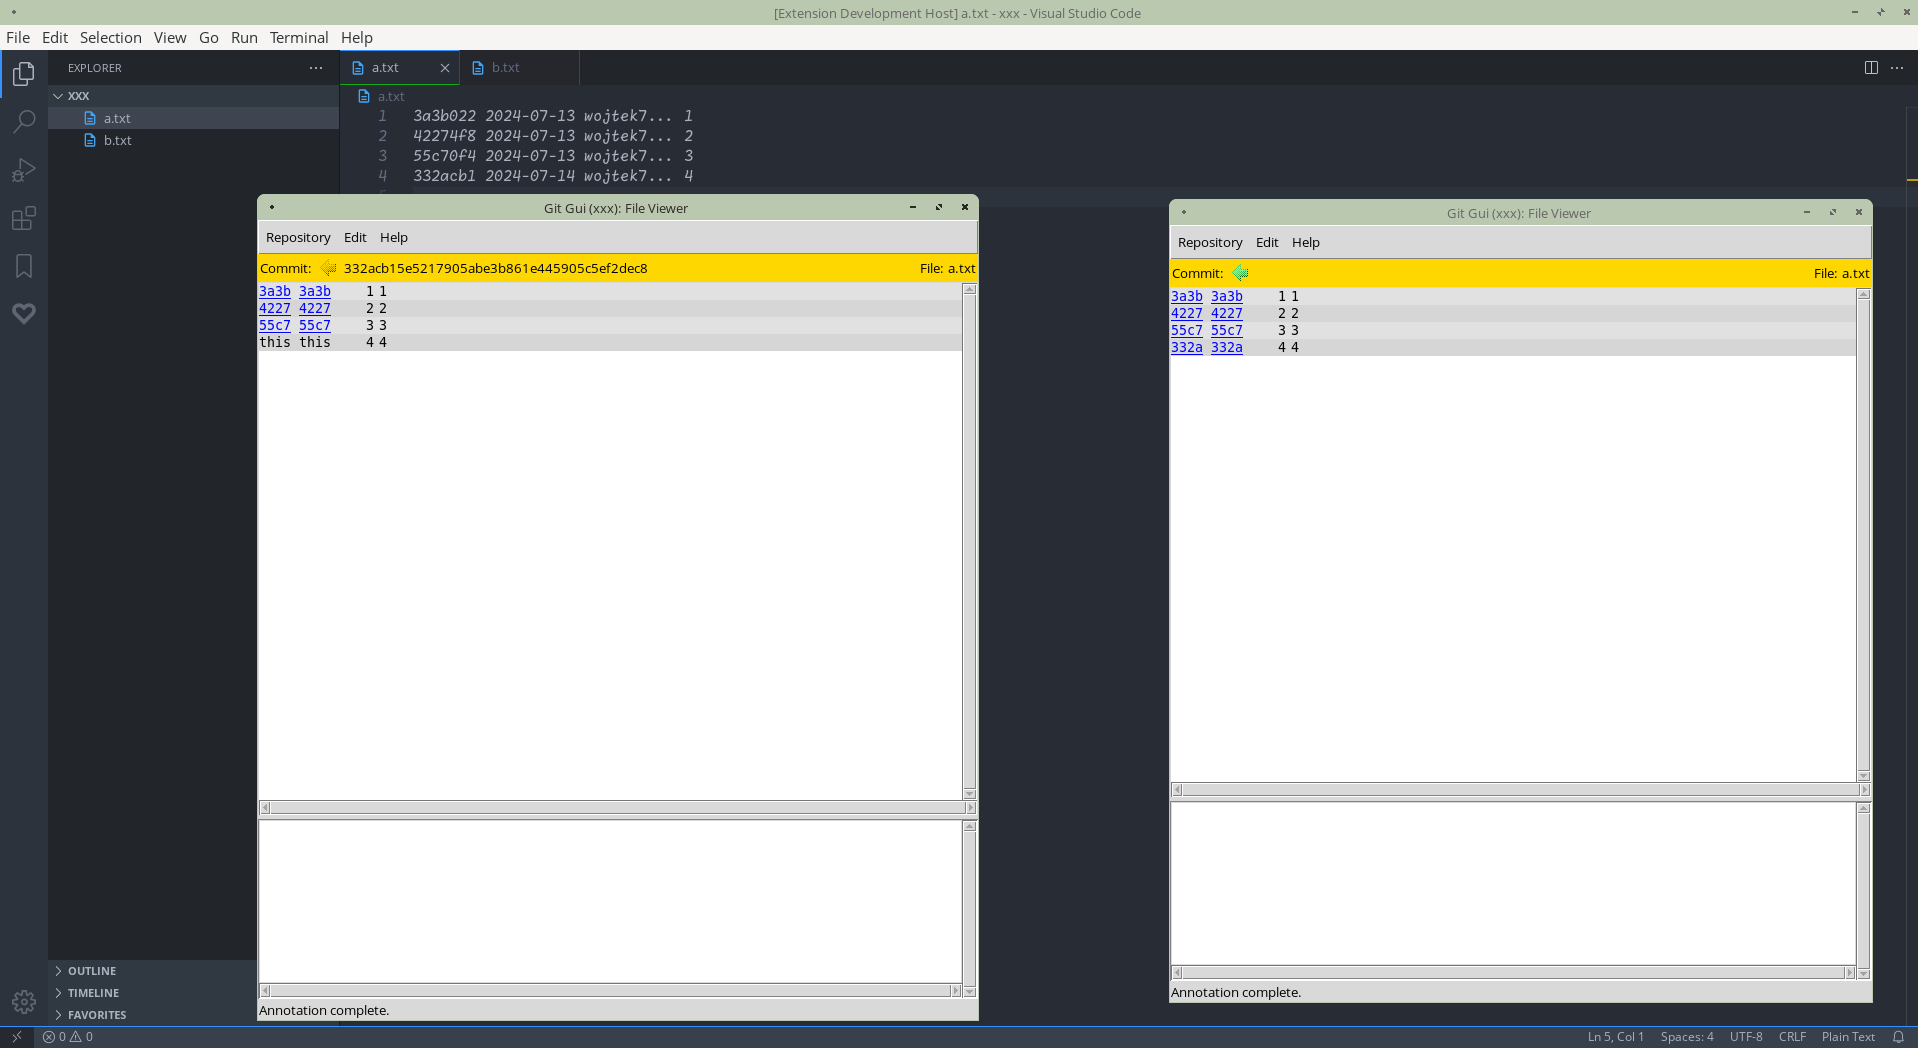 [Extension Development Host] a.txt - xxx - Visual Studio Code
File Edit Selection View Go Run Terminal Help
EXPLORER
XXX
a.txt
b.txt
a.txt b.txt
a.txt
1 3a3b022 2024-07-13 wojtek7... 1
2 42274f8 2024-07-13 wojtek7... 2
3 55c70f4 2024-07-13 wojtek7... 3
4 332acb1 2024-07-14 wojtek7... 4
5
Git Gui (xxx): File Viewer
Repository Edit Help
Commit: 332acb15e5217905abe3b861e445905c5ef2dec8 File: a.txt
3a3b 3a3b 1 1
4227 4227 2 2
55c7 55c7 3 3
this this 4 4
Annotation complete.
Git Gui (xxx): File Viewer
Repository Edit Help
Commit: File: a.txt
3a3b 3a3b 1 1
4227 4227 2 2
55c7 55c7 3 3
332a 332a 4 4
Annotation complete.
OUTLINE
TIMELINE
FAVORITES
0 0
Ln 5, Col 1 Spaces: 4 UTF-8 CRLF Plain Text